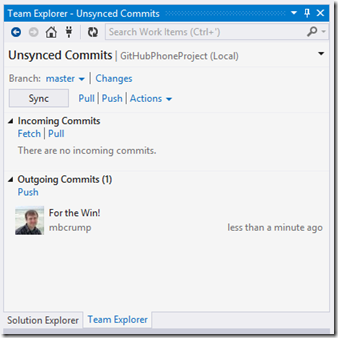 Team Explorer - Unsynced Commits
Search Work Items (Ctrl+')
Unsynced Commits | GitHubPhoneProject (Local)
Branch: master | Changes
Sync Pull | Push | Actions
Incoming Commits
Fetch | Pull
There are no incoming commits.
Outgoing Commits (1)
Push
For the Win!
mbcrump less than a minute ago
Solution Explorer Team Explorer